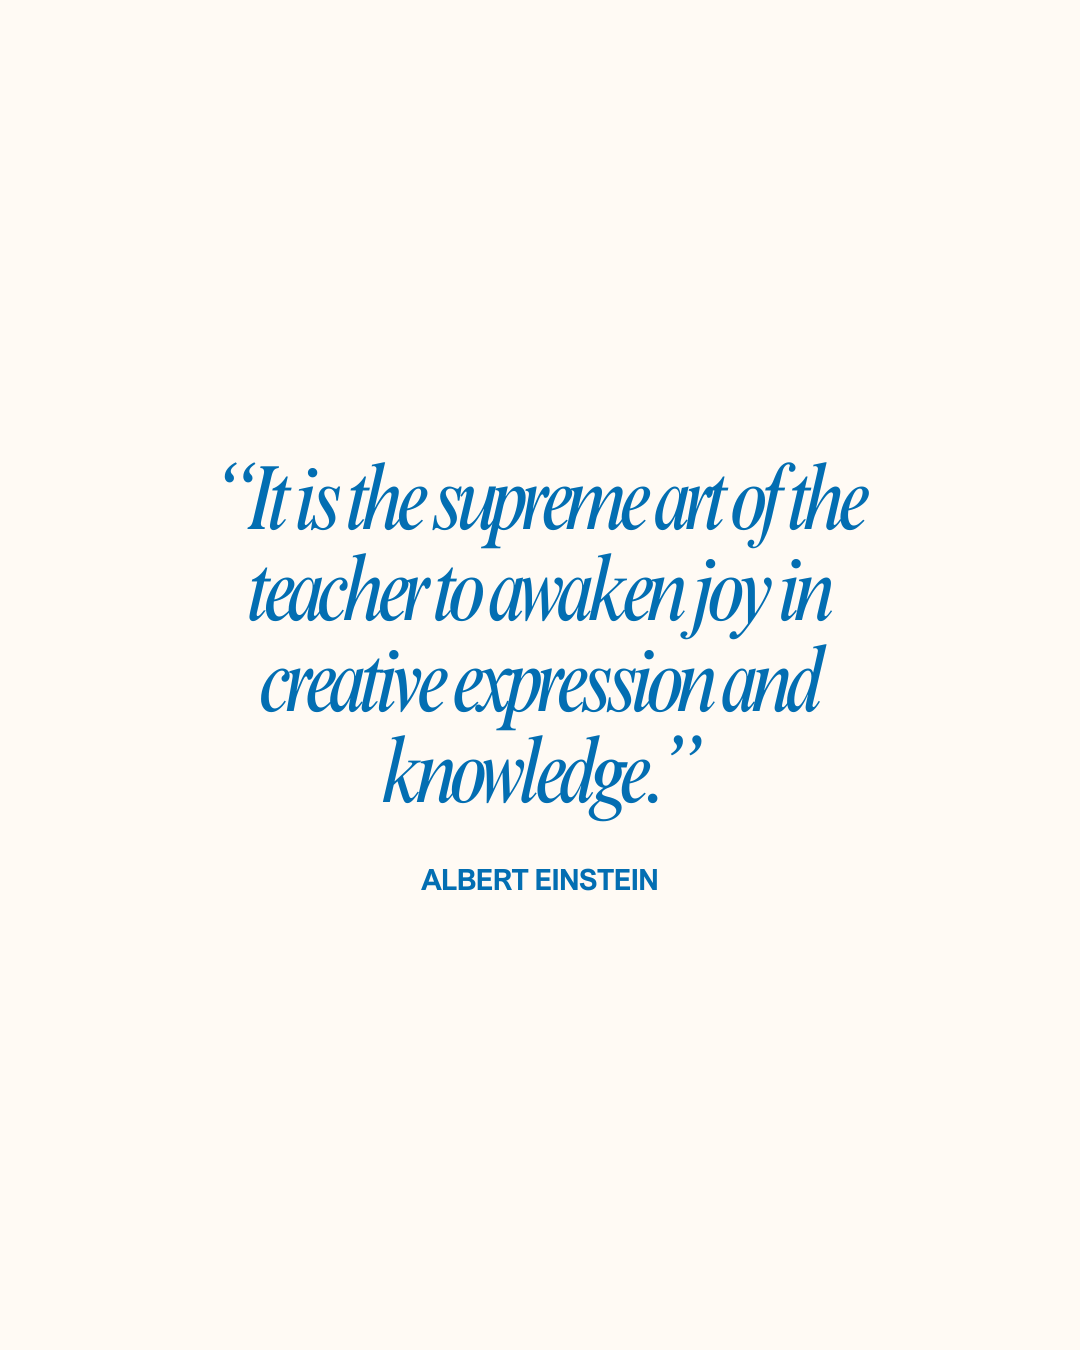 “It is the supreme art of the
teacher to awaken joy in
creative expression and
knowledge.”
ALBERT EINSTEIN